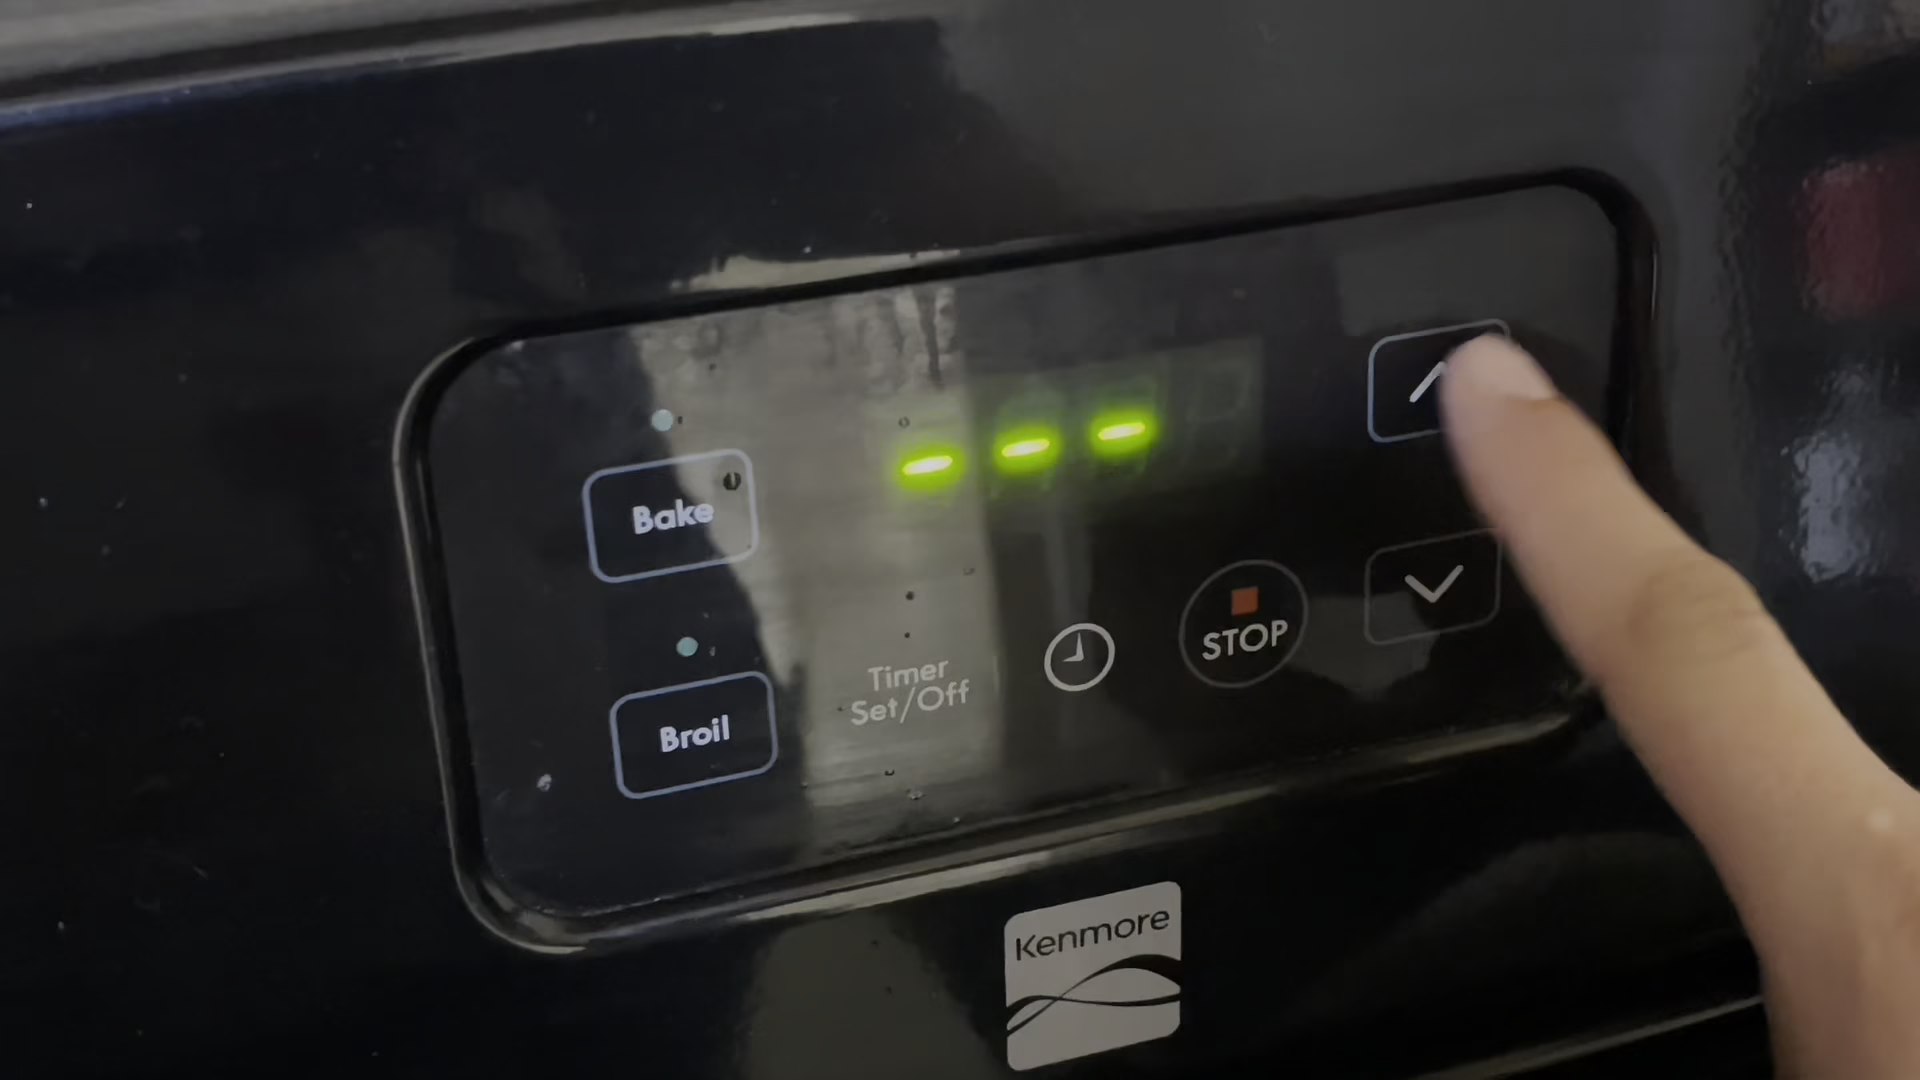 ---
Bake
Broil
Timer
Set/Off
STOP
Kenmore